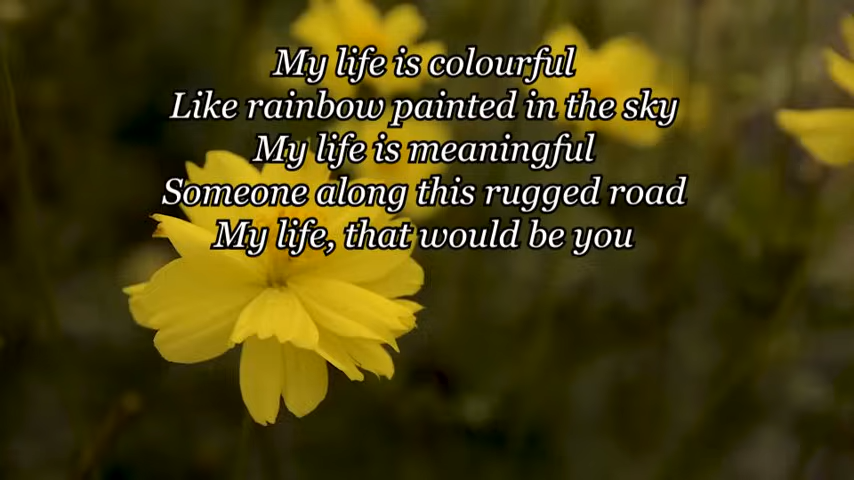 My life is colourful
Like rainbow painted in the sky
My life is meaningful
Someone along this rugged road
My life, that would be you